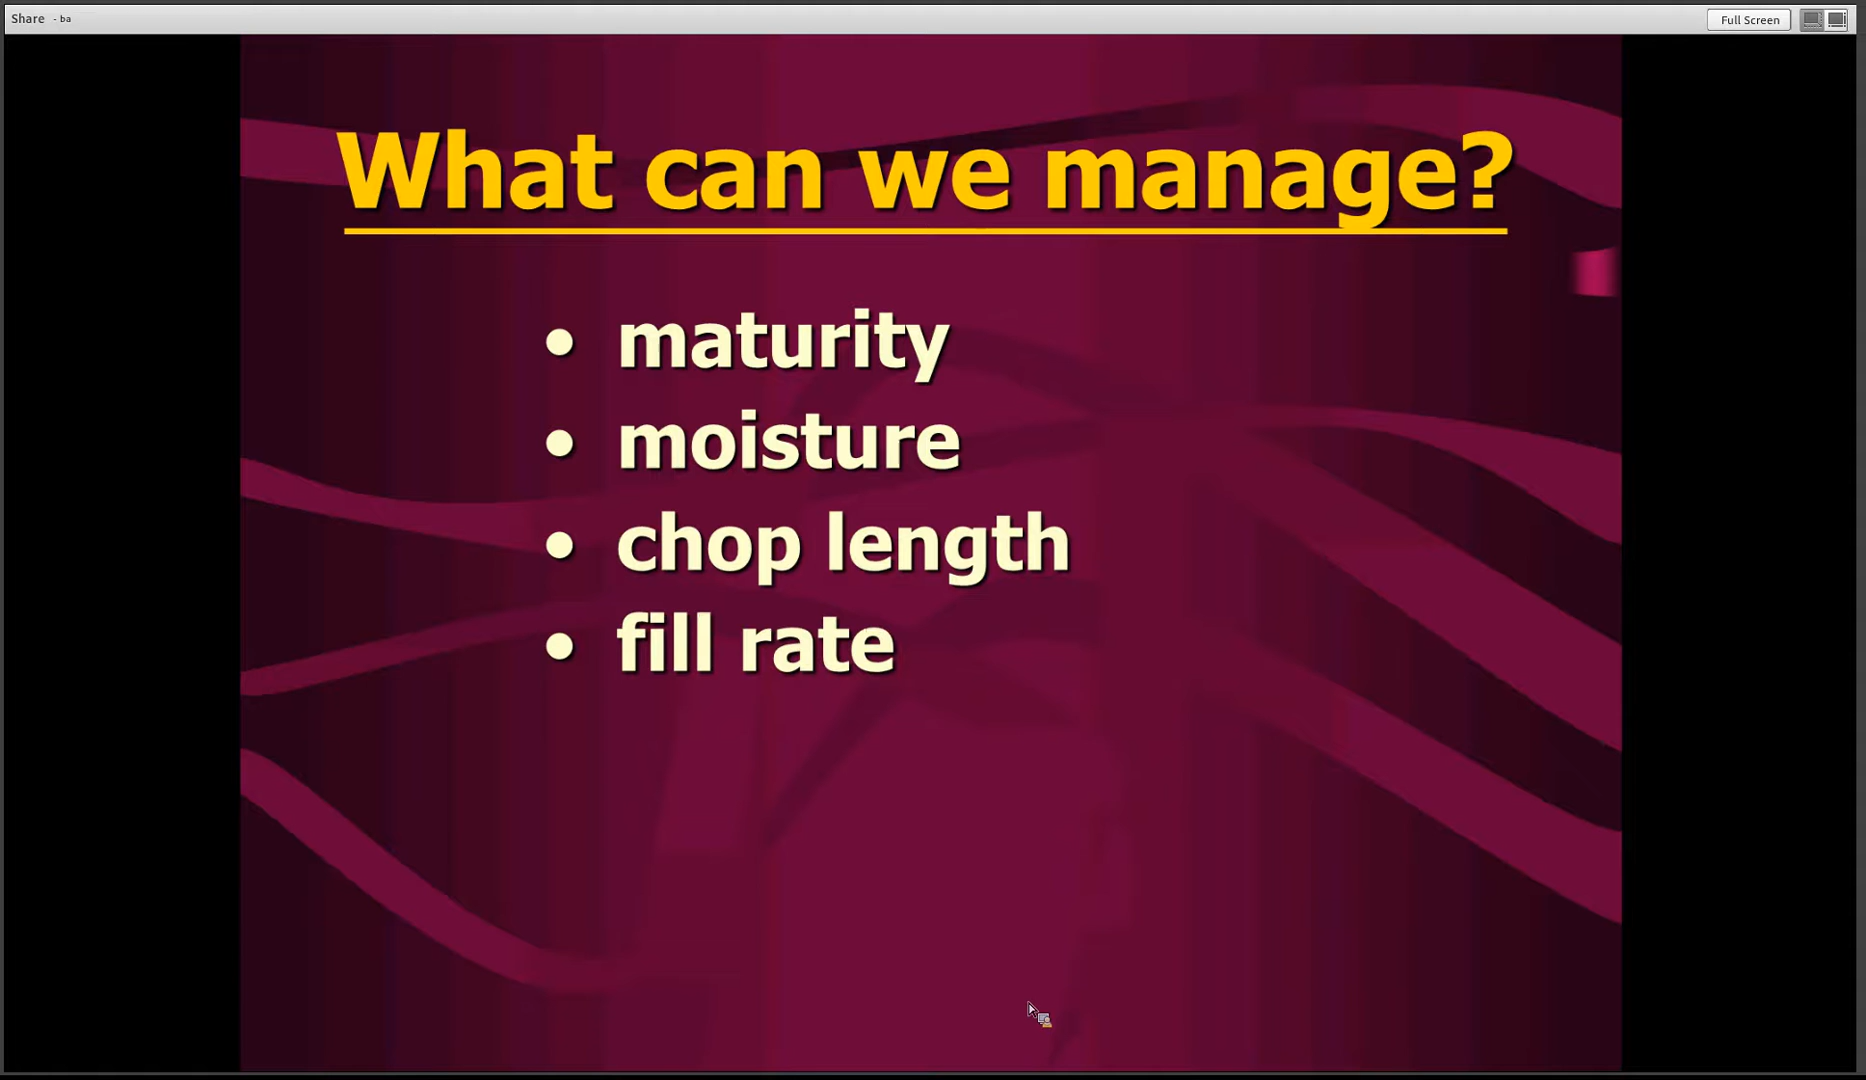 Share - ba
Full Screen
What can we manage?
• maturity
• moisture
• chop length
• fill rate